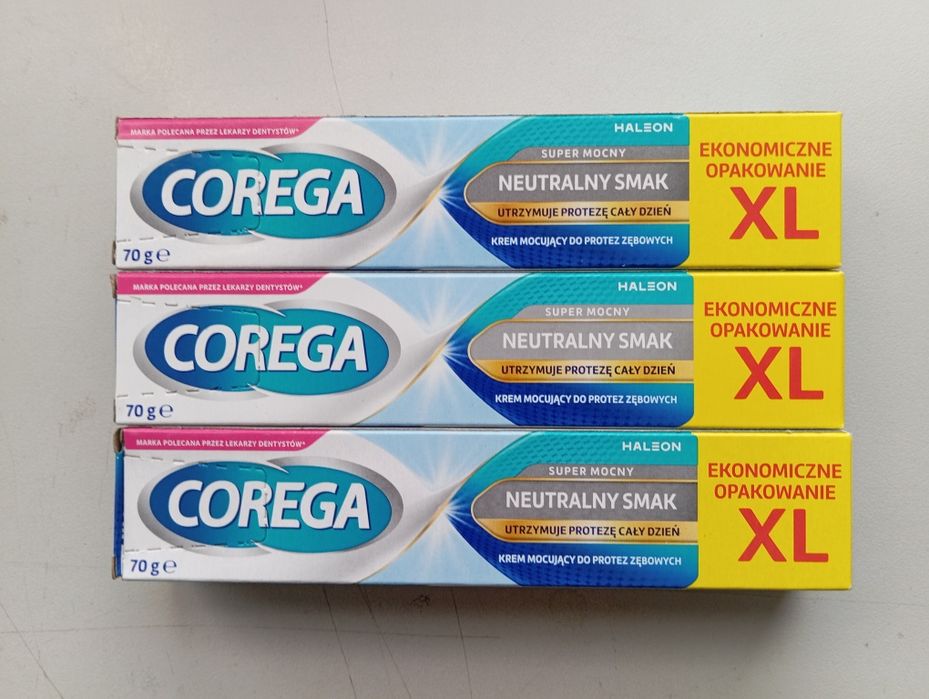 MARKA POLECANA PRZEZ LEKARZY DENTYSTÓW*
COREGA
70 g ℮
HALEON
SUPER MOCNY
NEUTRALNY SMAK
UTRZYMUJE PROTEZĘ CAŁY DZIEŃ
KREM MOCUJĄCY DO PROTEZ ZĘBOWYCH
EKONOMICZNE
OPAKOWANIE
XL
MARKA POLECANA PRZEZ LEKARZY DENTYSTÓW*
COREGA
70 g ℮
HALEON
SUPER MOCNY
NEUTRALNY SMAK
UTRZYMUJE PROTEZĘ CAŁY DZIEŃ
KREM MOCUJĄCY DO PROTEZ ZĘBOWYCH
EKONOMICZNE
OPAKOWANIE
XL
MARKA POLECANA PRZEZ LEKARZY DENTYSTÓW*
COREGA
70 g ℮
HALEON
SUPER MOCNY
NEUTRALNY SMAK
UTRZYMUJE PROTEZĘ CAŁY DZIEŃ
KREM MOCUJĄCY DO PROTEZ ZĘBOWYCH
EKONOMICZNE
OPAKOWANIE
XL